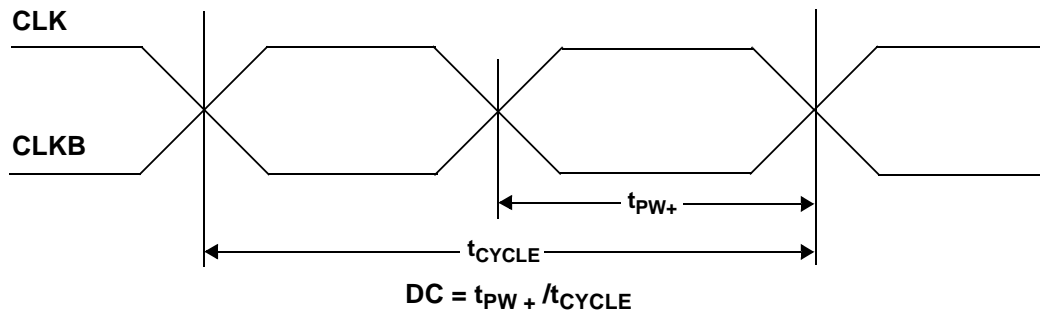 CLK
CLKB
tPW+
tCYCLE
DC = tPW + /tCYCLE